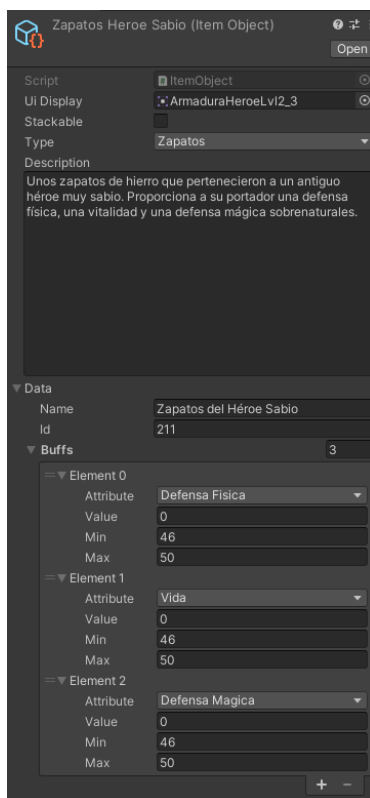 Zapatos Heroe Sabio (Item Object)
Open
Script ItemObject
Ui Display ArmaduraHeroeLvl2_3
Stackable
Type Zapatos
Description
Unos zapatos de hierro que pertenecieron a un antiguo
héroe muy sabio. Proporciona a su portador una defensa
física, una vitalidad y una defensa mágica sobrenaturales.
Data
Name Zapatos del Héroe Sabio
Id 211
Buffs 3
Element 0
Attribute Defensa Fisica
Value 0
Min 46
Max 50
Element 1
Attribute Vida
Value 0
Min 46
Max 50
Element 2
Attribute Defensa Magica
Value 0
Min 46
Max 50